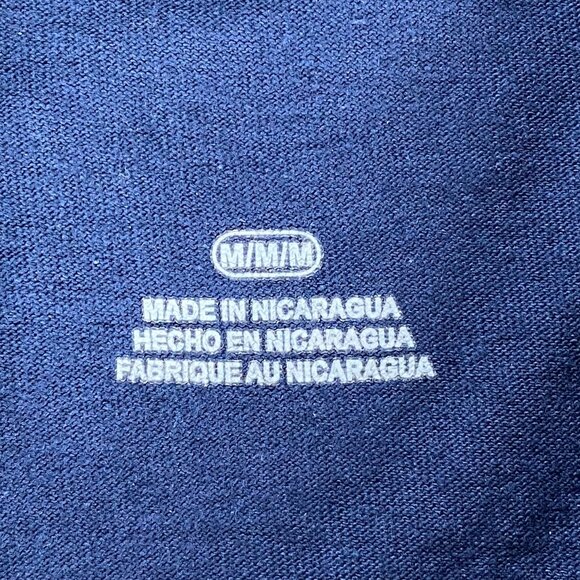 M/M/M
MADE IN NICARAGUA
HECHO EN NICARAGUA
FABRIQUE AU NICARAGUA